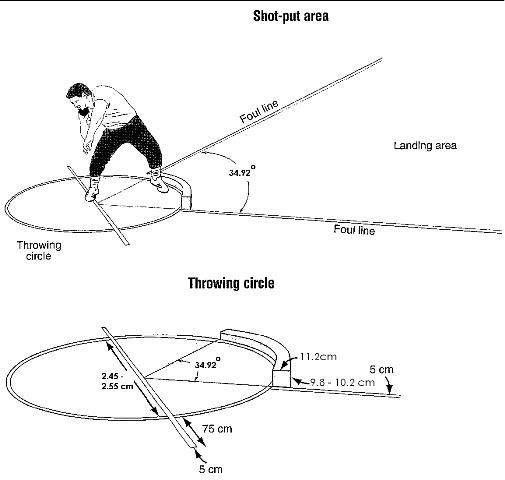 Shot-put area
Foul line
Landing area
34.92°
Foul line
Throwing
circle
Throwing circle
34.92°
11.2cm
9.8 - 10.2 cm
5 cm
2.45 -
2.55 cm
75 cm
5 cm